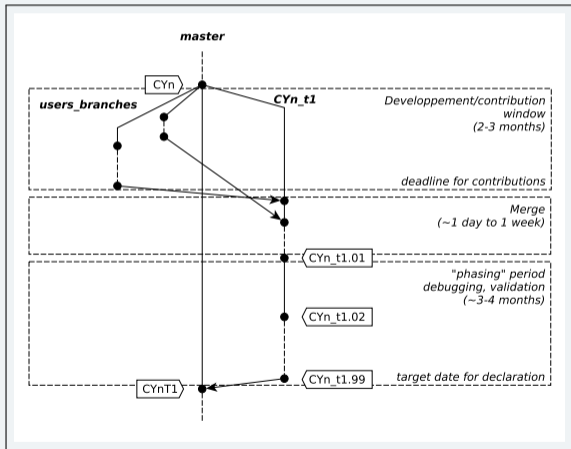 master
CYn
users_branches
CYn_t1
Developpement/contribution
window
(2-3 months)
deadline for contributions
Merge
(~1 day to 1 week)
CYn_t1.01
"phasing" period
debugging, validation
(~3-4 months)
CYn_t1.02
CYn_t1.99
target date for declaration
CYnT1